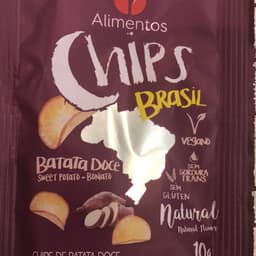 Alimentos
CHIPS
BRASIL
VEGANO
BATATA DOCE
SWEET POTATO - BONIATO
SEM
GORDURA
TRANS
SEM
GLÚTEN
Natural
Natural Flavor
CHIPS DE BATATA DOCE
10g